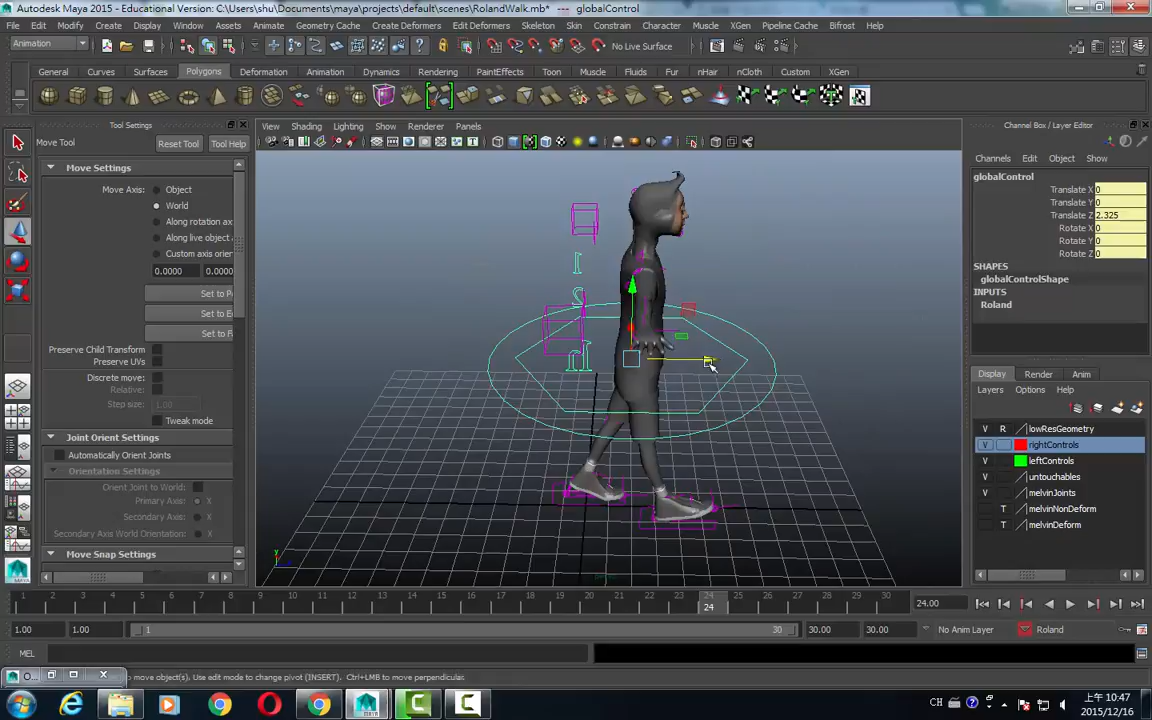 Autodesk Maya 2015 - Educational Version: C:\Users\shu\Documents\maya\projects\default\scenes\RolandWalk.mb* --- globalControl
File Edit Modify Create Display Window Assets Animate Geometry Cache Create Deformers Edit Deformers Skeleton Skin Constrain Character Muscle XGen Pipeline Cache Bifrost Help
Animation No Live Surface
General Curves Surfaces Polygons Deformation Animation Dynamics Rendering PaintEffects Toon Muscle Fluids Fur nHair nCloth Custom XGen
Tool Settings
View Shading Lighting Show Renderer Panels
Channel Box / Layer Editor
Move Tool Reset Tool Tool Help
Channels Edit Object Show
Move Settings
globalControl
Move Axis: Object
World
Along rotation ax
Along live object
Custom axis orier
0.0000 0.0000
Set to P
Set to E
Set to F
Translate X 0
Translate Y 0
Translate Z 2.325
Rotate X 0
Rotate Y 0
Rotate Z 0
SHAPES
globalControlShape
INPUTS
Roland
Preserve Child Transform
Preserve UVs
Discrete move:
Relative:
Step size: 1.00
Tweak mode
Joint Orient Settings
Automatically Orient Joints
Orientation Settings
Orient Joint to World:
Primary Axis: X
Secondary Axis: X
Secondary Axis World Orientation:
Move Snap Settings
Display Render Anim
Layers Options Help
V R lowResGeometry
V rightControls
V leftControls
V untouchables
V melvinJoints
T melvinNonDeform
T melvinDeform
1 2 3 4 5 6 7 8 9 10 11 12 13 14 15 16 17 18 19 20 21 22 23 24 25 26 27 28 29 30
24
24.00
1.00 1.00 1 30 30.00 30.00 No Anim Layer Roland
MEL
O... to move object(s). Use edit mode to change pivot (INSERT). Ctrl+LMB to move perpendicular.
CH
上午 10:47
2015/12/16